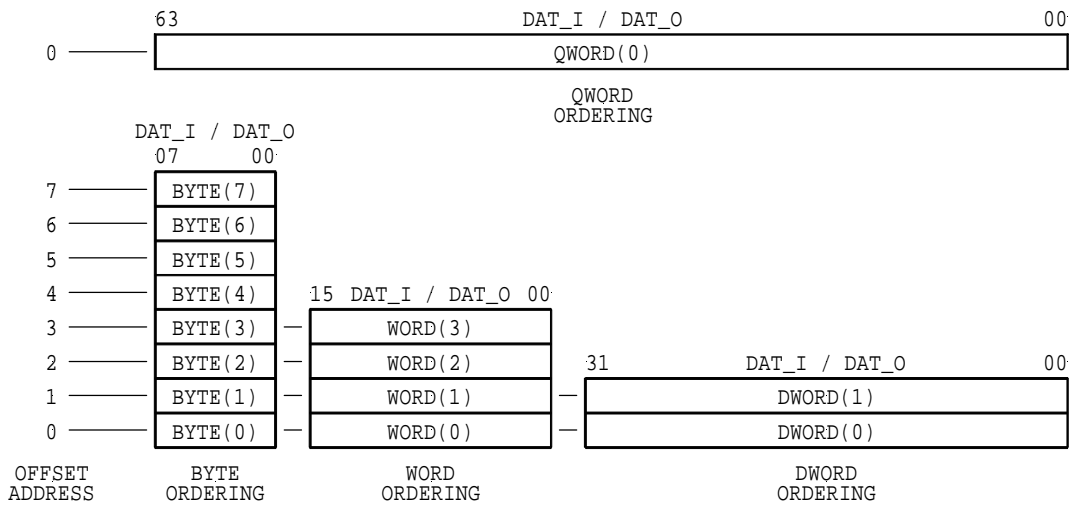 63 DAT_I / DAT_O 00
0 QWORD(0)
QWORD
ORDERING
DAT_I / DAT_O
07 00
7 BYTE(7)
6 BYTE(6)
5 BYTE(5)
4 BYTE(4) 15 DAT_I / DAT_O 00
3 BYTE(3) WORD(3)
2 BYTE(2) WORD(2) 31 DAT_I / DAT_O 00
1 BYTE(1) WORD(1) DWORD(1)
0 BYTE(0) WORD(0) DWORD(0)
OFFSET BYTE WORD DWORD
ADDRESS ORDERING ORDERING ORDERING